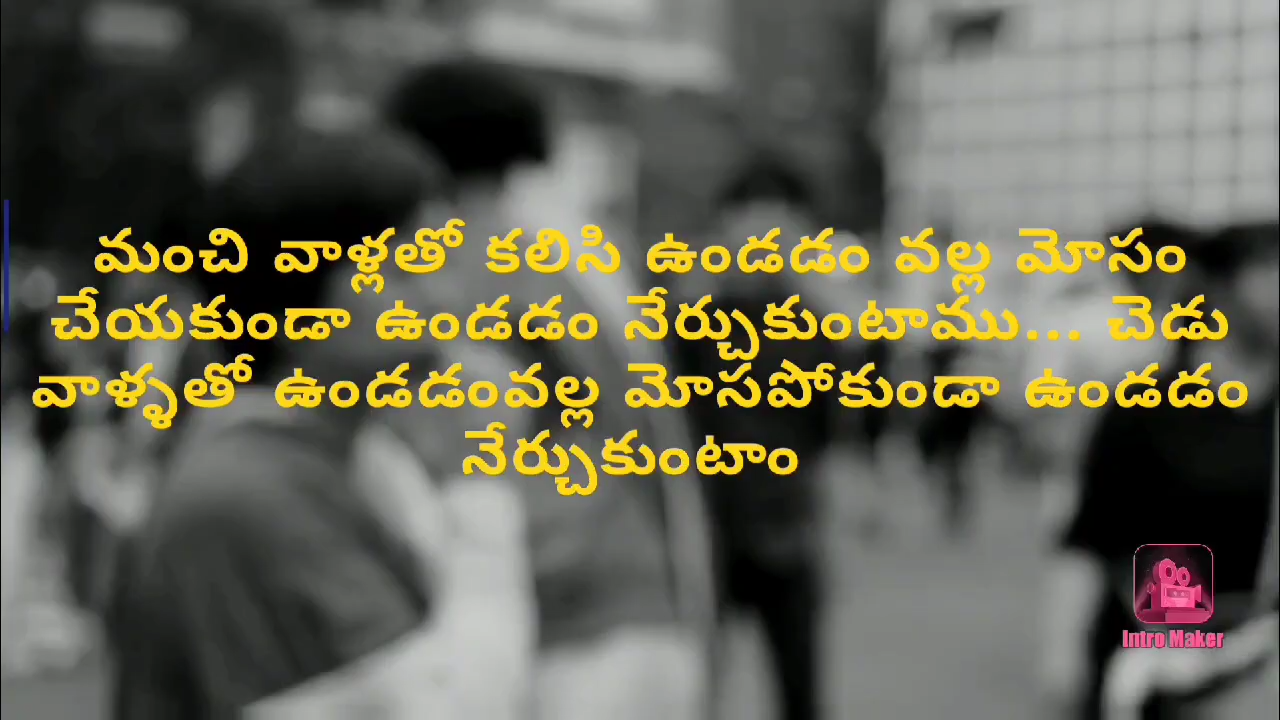 మంచి వాళ్లతో కలిసి ఉండడం వల్ల మోసం
చేయకుండా ఉండడం నేర్చుకుంటాము... చెడు
వాళ్ళతో ఉండడంవల్ల మోసపోకుండా ఉండడం
నేర్చుకుంటాం
Intro Maker